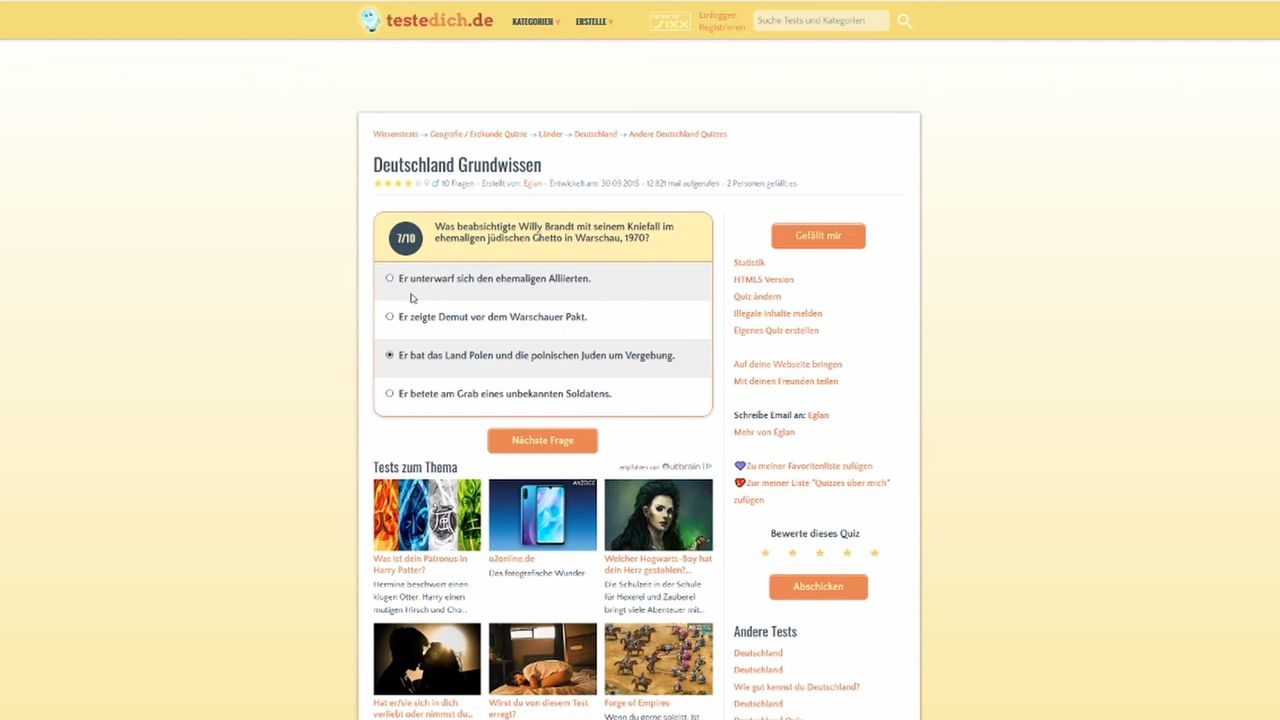 testedich.de
KATEGORIEN ▼
ERSTELLE ▼
sixx
Einloggen
Registrieren
Suche Tests und Kategorien
Wissenstests -» Geografie / Erdkunde Quizze -» Länder -» Deutschland -» Andere Deutschland Quizzes
Deutschland Grundwissen
10 Fragen - Erstellt von: Eglan - Entwickelt am: 30.09.2015 - 12.821 mal aufgerufen - 2 Personen gefällt es
7/10
Was beabsichtigte Willy Brandt mit seinem Kniefall im
ehemaligen jüdischen Ghetto in Warschau, 1970?
Er unterwarf sich den ehemaligen Alliierten.
Er zeigte Demut vor dem Warschauer Pakt.
Er bat das Land Polen und die polnischen Juden um Vergebung.
Er betete am Grab eines unbekannten Soldatens.
Nächste Frage
Tests zum Thema
empfohlen von Outbrain
Was ist dein Patronus in
Harry Potter?
Hermine beschwört einen
klugen Otter, Harry einen
mutigen Hirsch und Cho...
ANZEIGE
o2online.de
Das fotografische Wunder
Welcher Hogwarts-Boy hat
dein Herz gestohlen?...
Die Schulzeit in der Schule
für Hexerei und Zauberei
bringt viele Abenteuer mit...
Hat er/sie sich in dich
verliebt oder nimmst du...
Wirst du von diesem Test
erregt?
Forge of Empires
Wenn du gerne spielst, ist
Gefällt mir
Statistik
HTML5 Version
Quiz ändern
Illegale Inhalte melden
Eigenes Quiz erstellen
Auf deine Webseite bringen
Mit deinen Freunden teilen
Schreibe Email an: Eglan
Mehr von Eglan
Zu meiner Favoritenliste zufügen
Zur meiner Liste "Quizzes über mich"
zufügen
Bewerte dieses Quiz
Abschicken
Andere Tests
Deutschland
Deutschland
Wie gut kennst du Deutschland?
Deutschland
Deutschland Quiz